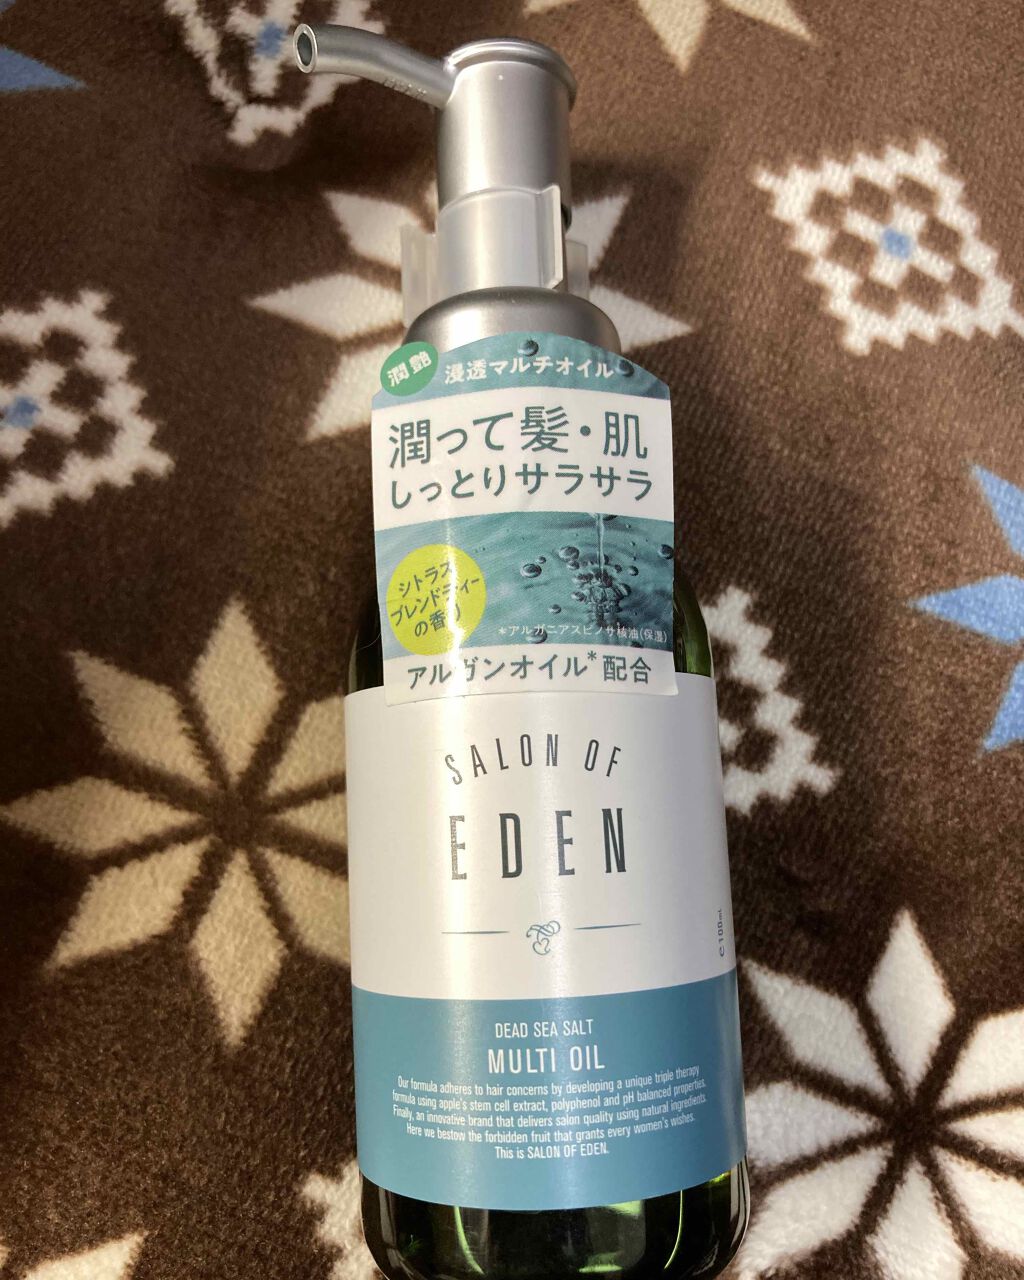 潤艶
浸透マルチオイル
潤って髪・肌
しっとりサラサラ
シトラス
ブレンドティー
の香り
*アルガニアスピノサ核油(保湿)
アルガンオイル*配合
SALON OF
EDEN
℮100mL
DEAD SEA SALT
MULTI OIL
Our formula adheres to hair concerns by developing a unique triple therapy
formula using apple's stem cell extract, polyphenol and pH balanced properties.
Finally, an innovative brand that delivers salon quality using natural ingredients.
Here we bestow the forbidden fruit that grants every women's wishes.
This is SALON OF EDEN.